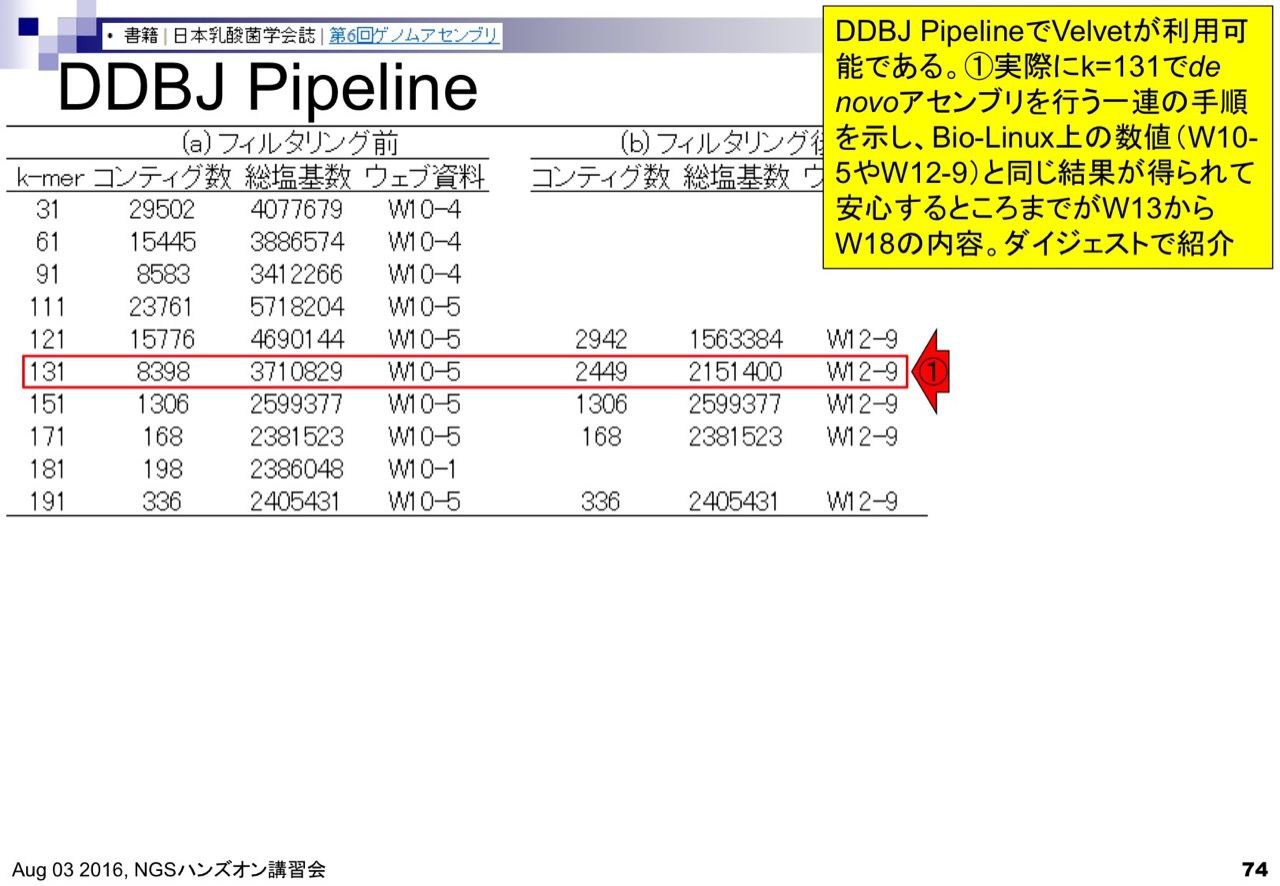 • 書籍 | 日本乳酸菌学会誌 | 第6回ゲノムアセンブリ
DDBJ Pipeline
DDBJ PipelineでVelvetが利用可
能である。①実際にk=131でde
novoアセンブリを行う一連の手順
を示し、Bio-Linux上の数値（W10-
5やW12-9）と同じ結果が得られて
安心するところまでがW13から
W18の内容。ダイジェストで紹介
(a)フィルタリング前 (b)フィルタリング
k-mer コンティグ数 総塩基数 ウェブ資料 コンティグ数 総塩基数
31 29502 4077679 W10-4
61 15445 3886574 W10-4
91 8583 3412266 W10-4
111 23761 5718204 W10-5
121 15776 4690144 W10-5 2942 1563384 W12-9
131 8398 3710829 W10-5 2449 2151400 W12-9 ①
151 1306 2599377 W10-5 1306 2599377 W12-9
171 168 2381523 W10-5 168 2381523 W12-9
181 198 2386048 W10-1
191 336 2405431 W10-5 336 2405431 W12-9
Aug 03 2016, NGSハンズオン講習会
74